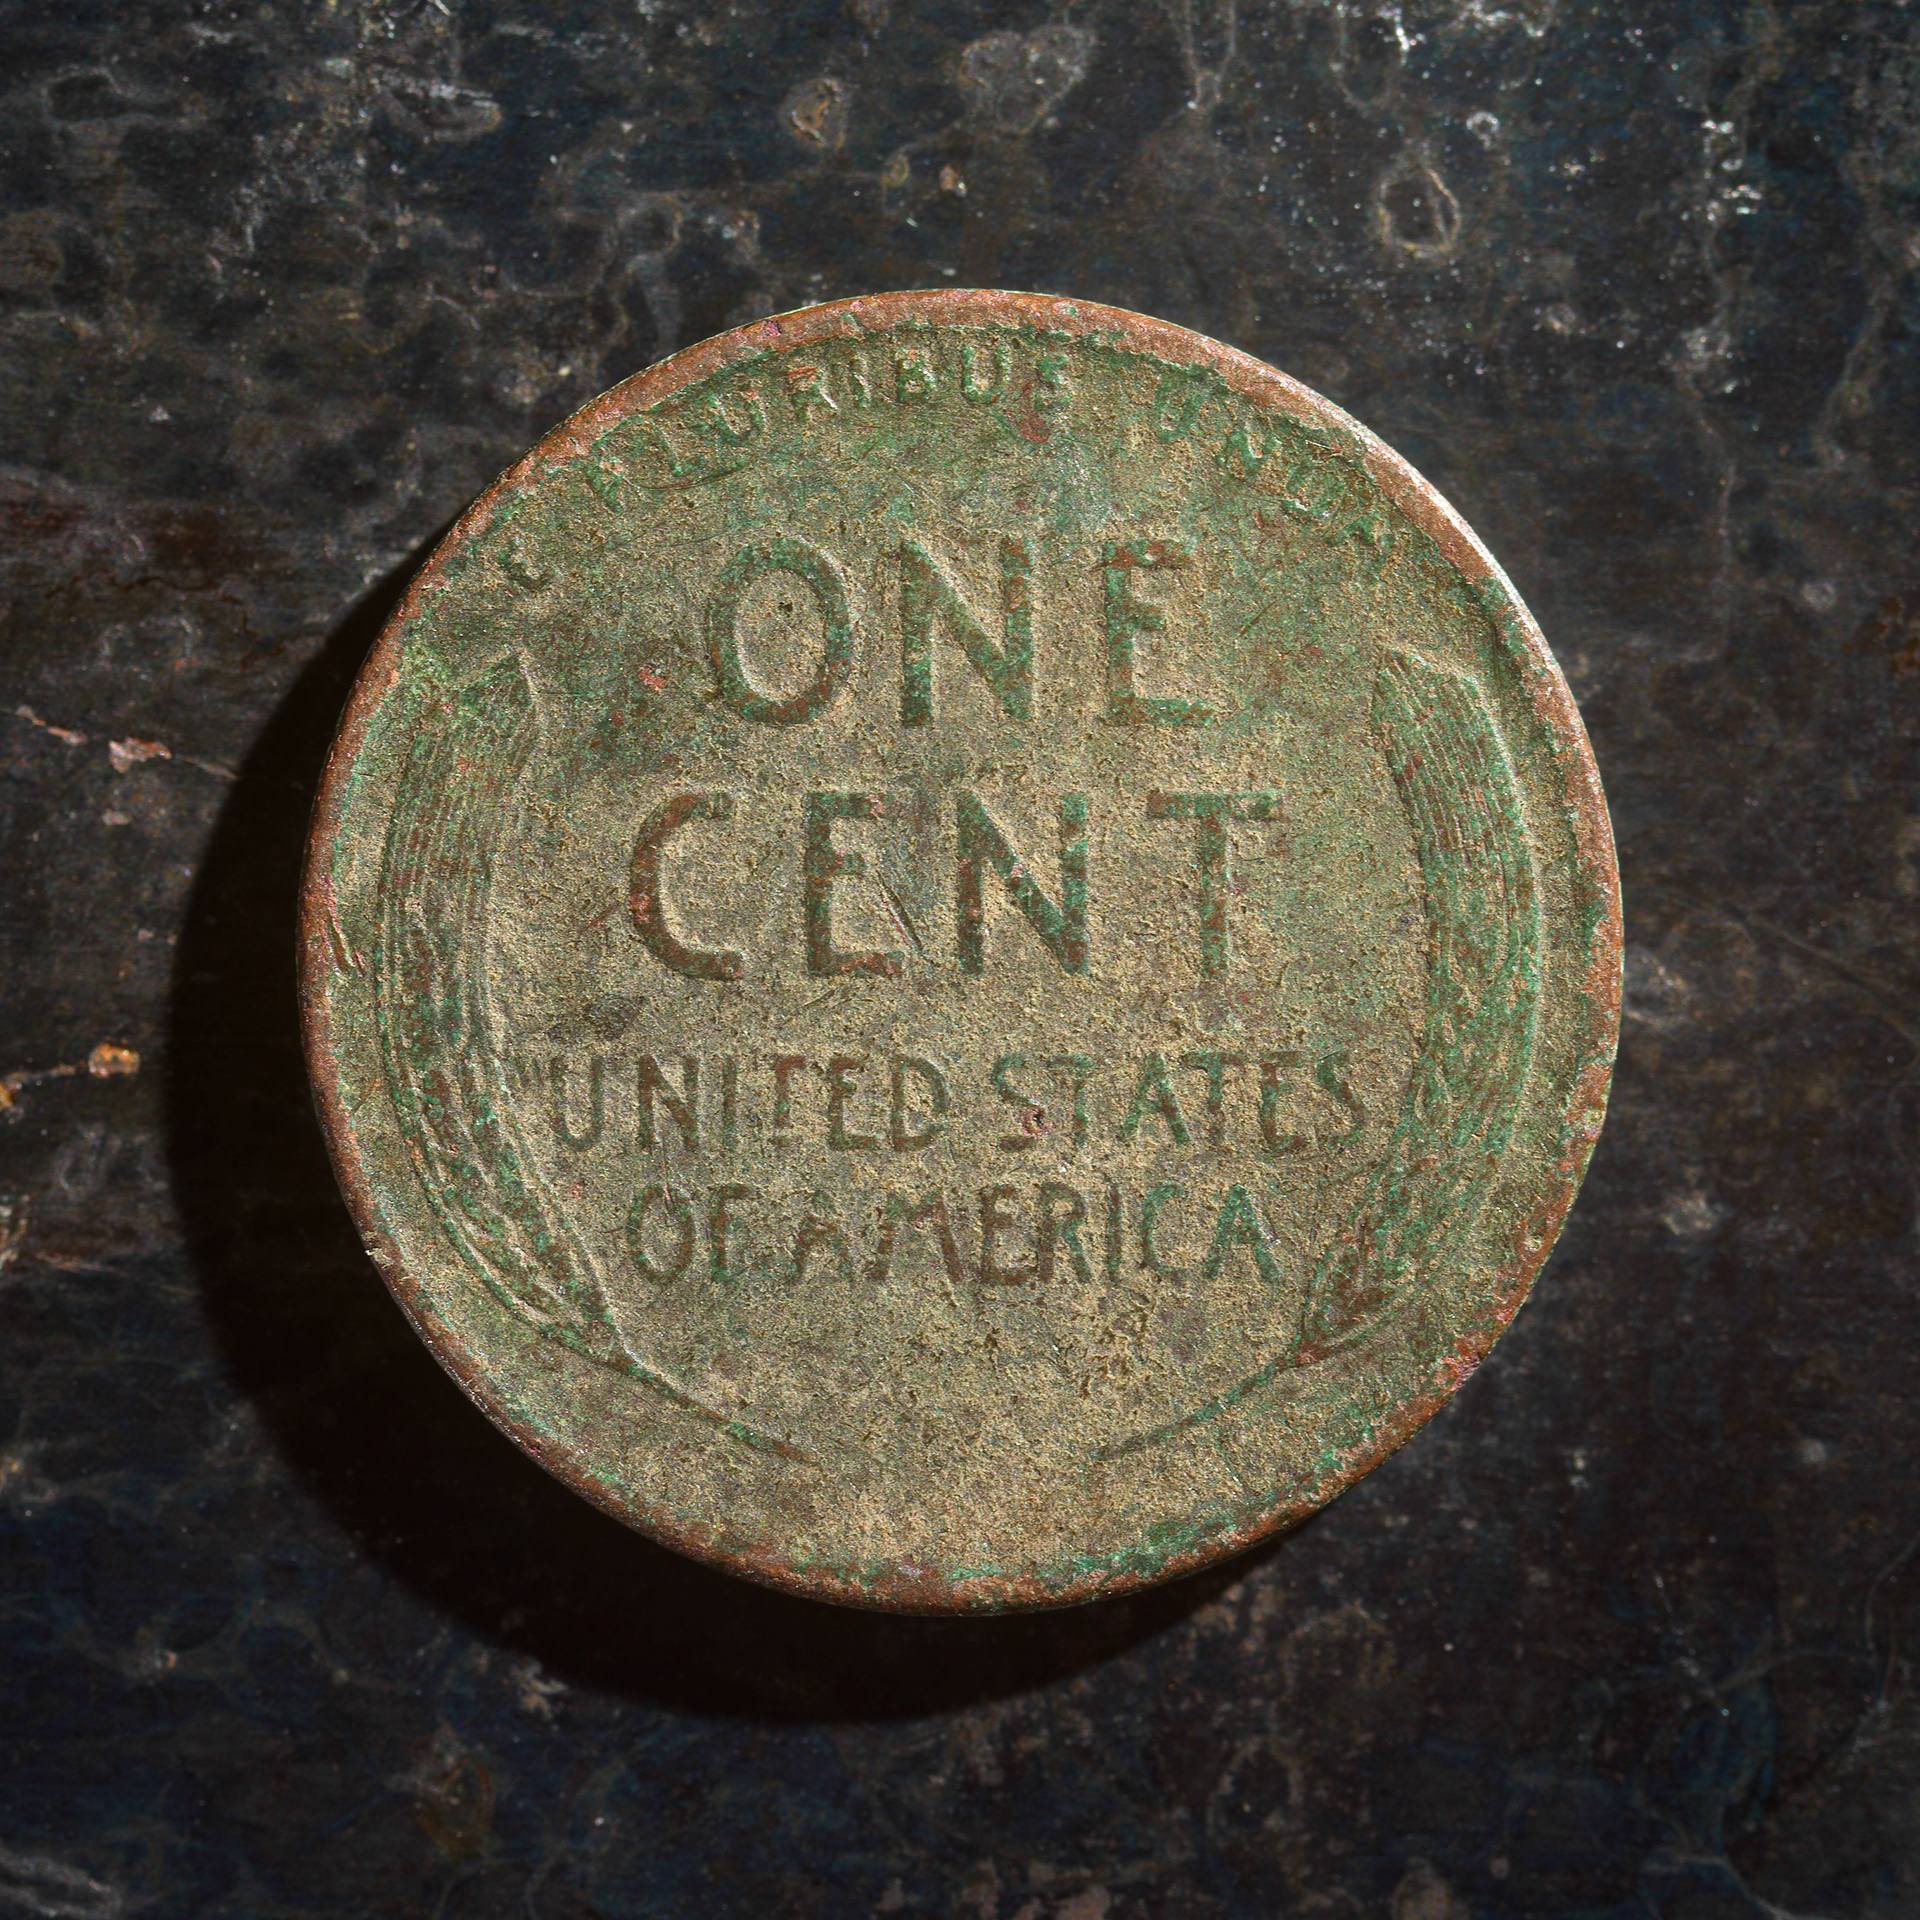 E PLURIBUS UNUM
ONE
CENT
UNITED STATES
OF AMERICA